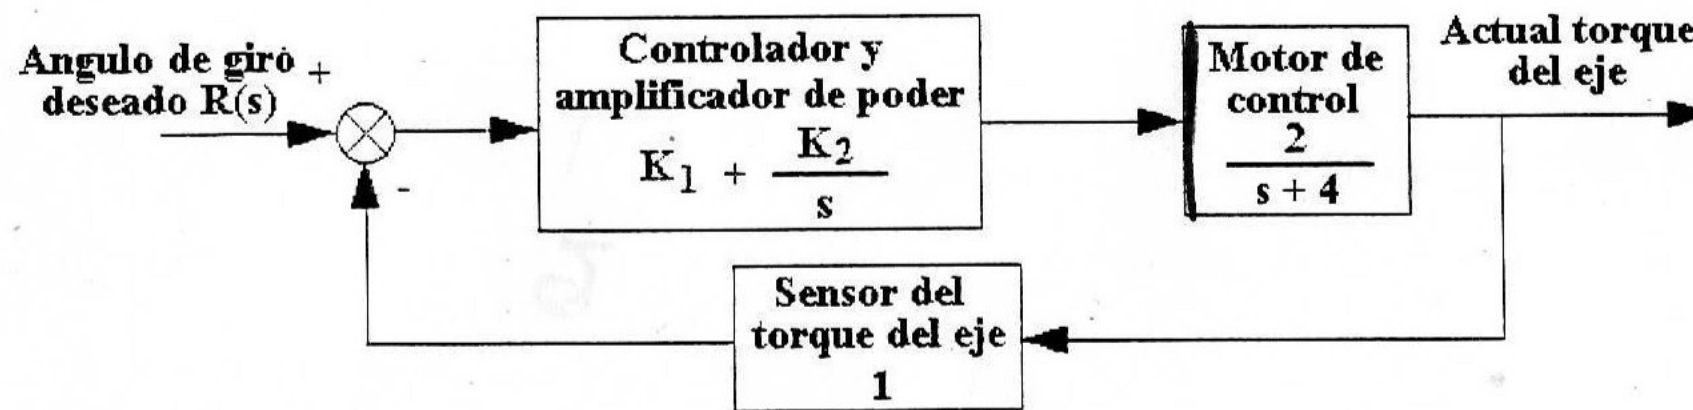 Angulo de giro +
deseado R(s)
Controlador y
amplificador de poder
K1 + K2
s
Motor de
control
2
s + 4
Actual torque
del eje
-
Sensor del
torque del eje
1